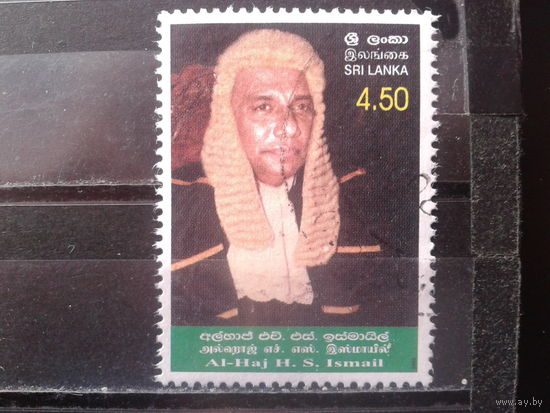 ශ්‍රී ලංකා
இலங்கை
SRI LANKA
4.50
අල්හාජ් එච්. එස්. ඉස්මායිල්
அல்ஹாஜ் எச். எஸ். இஸ்மாயில்
Al-Haj H. S. Ismail
www.ay.by